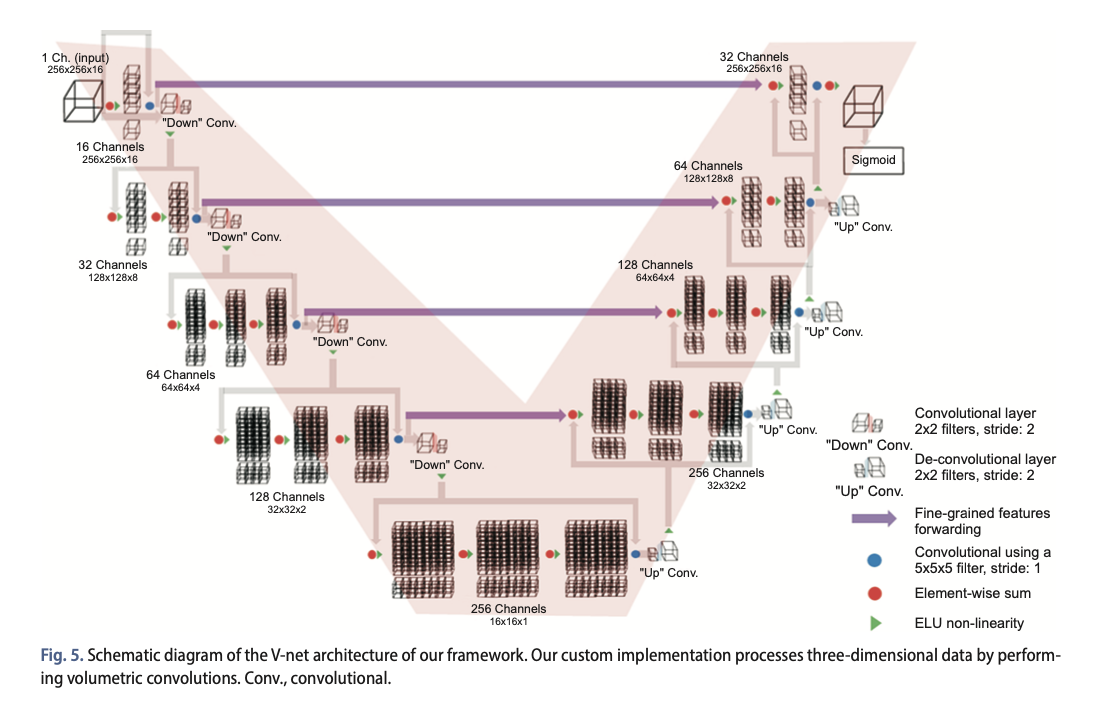 1 Ch. (input)
256x256x16
"Down" Conv.
16 Channels
256x256x16
"Down" Conv.
32 Channels
128x128x8
"Down" Conv.
64 Channels
64x64x4
"Down" Conv.
128 Channels
32x32x2
256 Channels
16x16x1
"Up" Conv.
256 Channels
32x32x2
"Up" Conv.
128 Channels
64x64x4
"Up" Conv.
64 Channels
128x128x8
"Up" Conv.
32 Channels
256x256x16
Sigmoid
"Down" Conv.
Convolutional layer
2x2 filters, stride: 2
"Up" Conv.
De-convolutional layer
2x2 filters, stride: 2
Fine-grained features
forwarding
Convolutional using a
5x5x5 filter, stride: 1
Element-wise sum
ELU non-linearity
Fig. 5. Schematic diagram of the V-net architecture of our framework. Our custom implementation processes three-dimensional data by perform-
ing volumetric convolutions. Conv., convolutional.